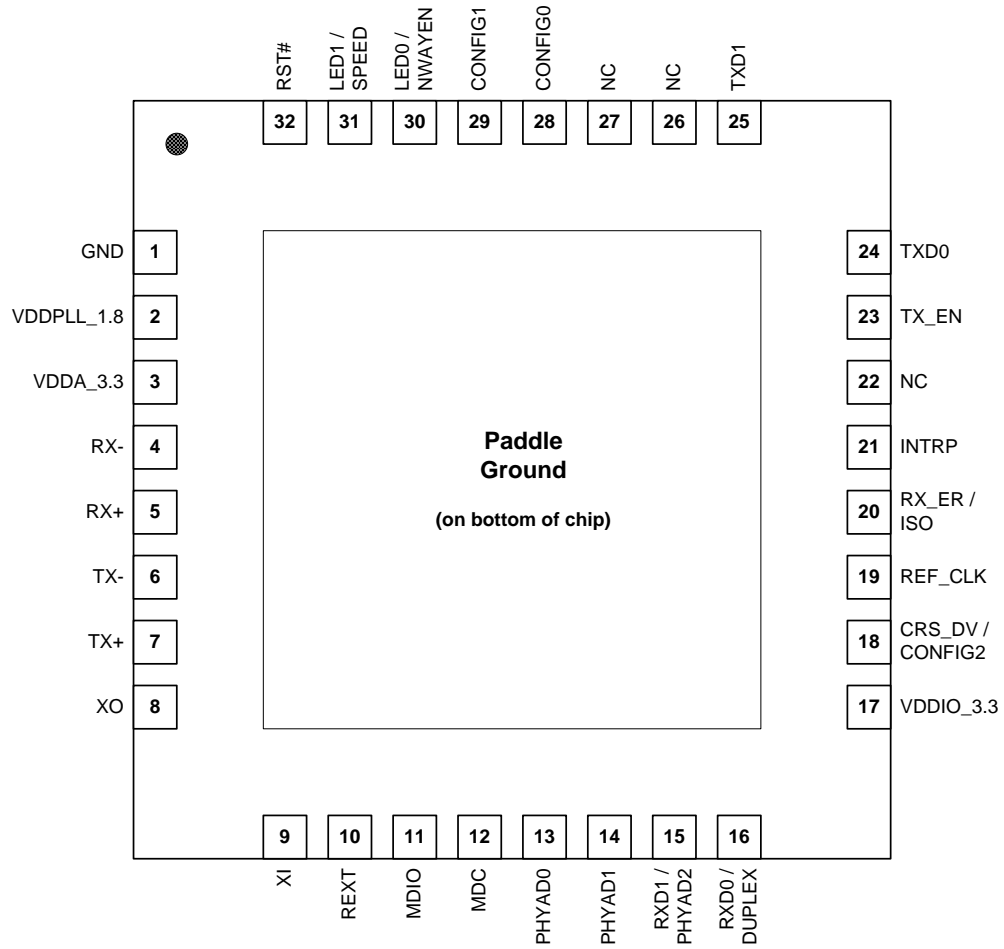 RST#
LED1 /
SPEED
LED0 /
NWAYEN
CONFIG1
CONFIG0
NC
NC
TXD1
32
31
30
29
28
27
26
25
GND
1
VDDPLL_1.8
2
VDDA_3.3
3
RX-
4
RX+
5
TX-
6
TX+
7
XO
8
Paddle
Ground
(on bottom of chip)
24
TXD0
23
TX_EN
22
NC
21
INTRP
20
RX_ER /
ISO
19
REF_CLK
18
CRS_DV /
CONFIG2
17
VDDIO_3.3
9
10
11
12
13
14
15
16
XI
REXT
MDIO
MDC
PHYAD0
PHYAD1
RXD1 /
PHYAD2
RXD0 /
DUPLEX